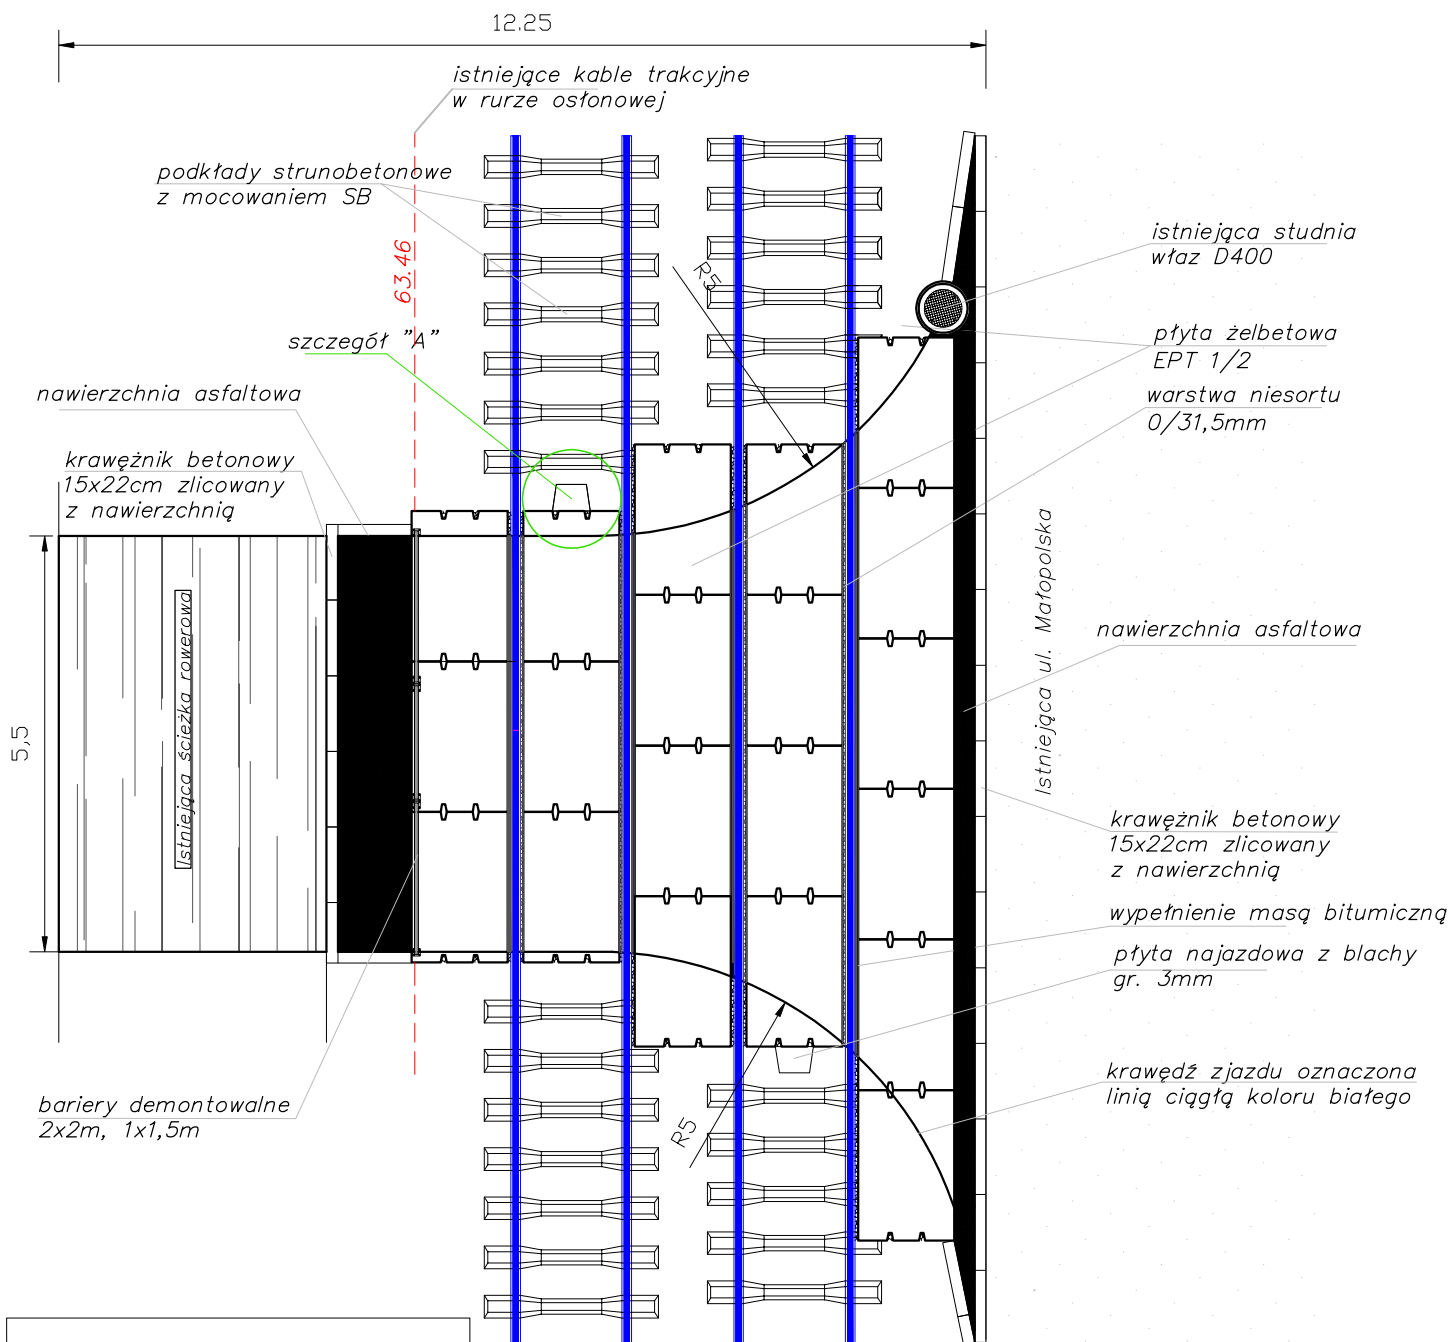 12.25
istniejące kable trakcyjne
w rurze osłonowej
podkłady strunobetonowe
z mocowaniem SB
63.46
R5
istniejąca studnia
właz D400
szczegół "A"
płyta żelbetowa
EPT 1/2
warstwa niesortu
0/31,5mm
nawierzchnia asfaltowa
krawężnik betonowy
15x22cm zlicowany
z nawierzchnią
5,5
Istniejąca ścieżka rowerowa
Istniejąca ul. Małopolska
nawierzchnia asfaltowa
krawężnik betonowy
15x22cm zlicowany
z nawierzchnią
wypełnienie masą bitumiczną
płyta najazdowa z blachy
gr. 3mm
krawędź zjazdu oznaczona
linią ciągłą koloru białego
R5
bariery demontowalne
2x2m, 1x1,5m